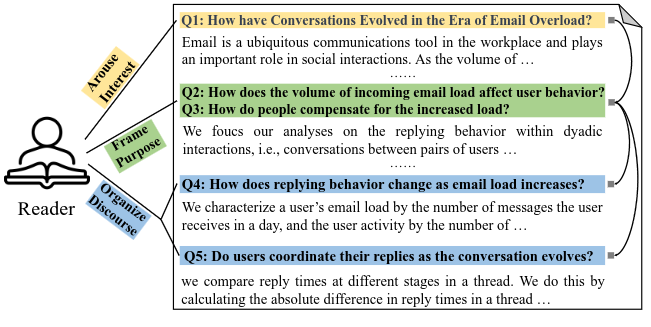 Q1: How have Conversations Evolved in the Era of Email Overload?
Email is a ubiquitous communications tool in the workplace and plays
an important role in social interactions. As the volume of …
……
Q2: How does the volume of incoming email load affect user behavior?
Q3: How do people compensate for the increased load?
We foucs our analyses on the replying behavior within dyadic
interactions, i.e., conversations between pairs of users …
……
Q4: How does replying behavior change as email load increases?
We characterize a user’s email load by the number of messages the user
receives in a day, and the user activity by the number of …
Q5: Do users coordinate their replies as the conversation evolves?
we compare reply times at different stages in a thread. We do this by
calculating the absolute difference in reply times in a thread …
Arouse
Interest
Frame
Purpose
Organize
Discourse
Reader